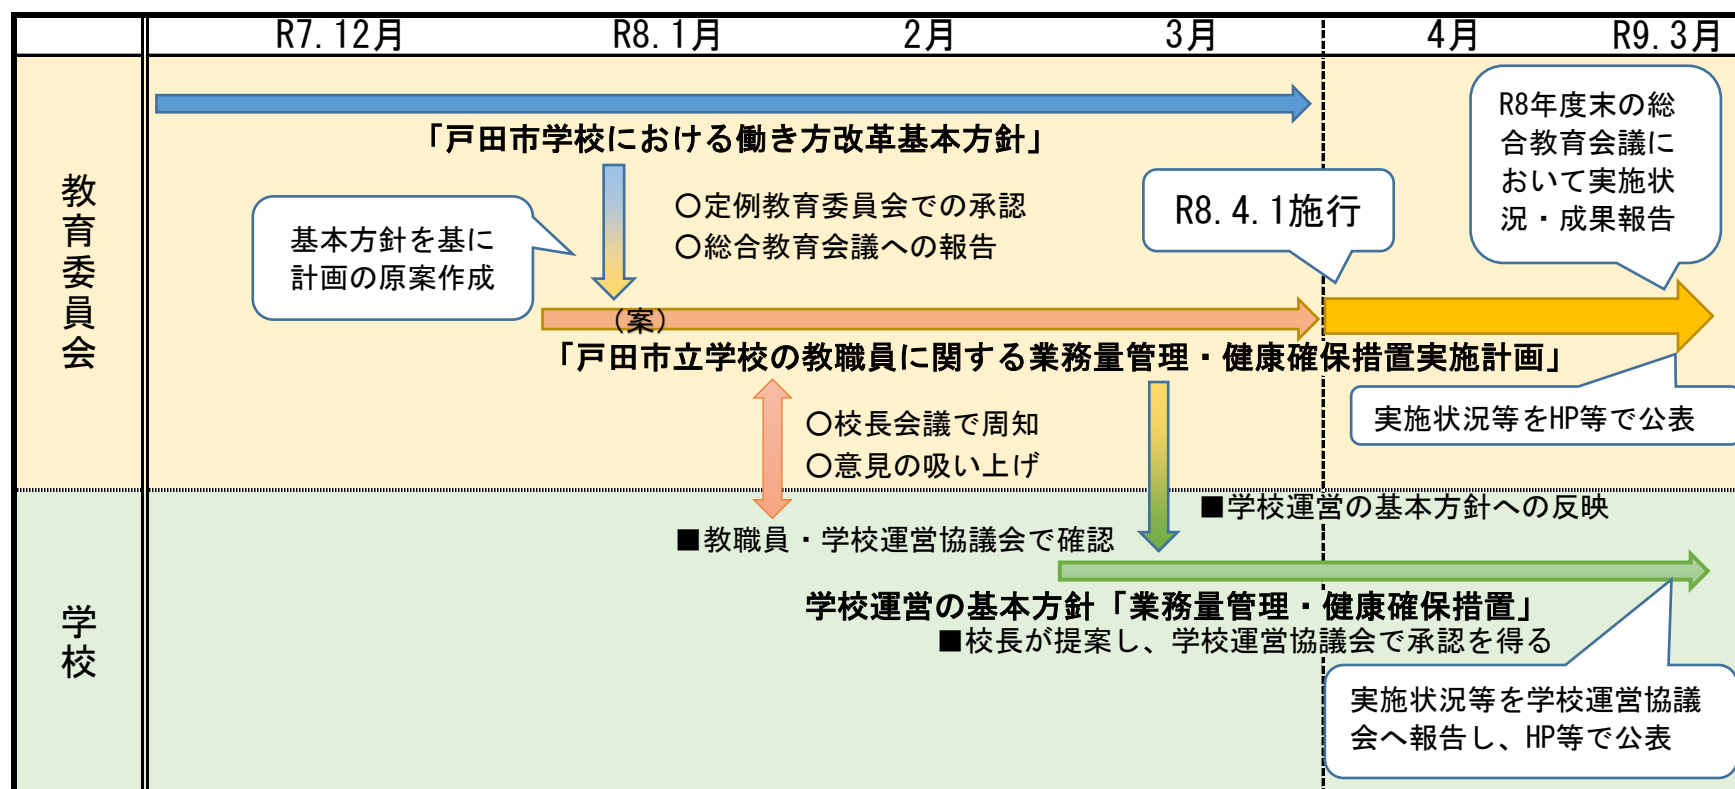 R7.12月 R8.1月 2月 3月 4月 R9.3月
教育委員会
「戸田市学校における働き方改革基本方針」
基本方針を基に
計画の原案作成
○定例教育委員会での承認
○総合教育会議への報告
R8.4.1施行
R8年度末の総
合教育会議に
おいて実施状
況・成果報告
(案)
「戸田市立学校の教職員に関する業務量管理・健康確保措置実施計画」
○校長会議で周知
○意見の吸い上げ
実施状況等をHP等で公表
学校
■教職員・学校運営協議会で確認
■学校運営の基本方針への反映
学校運営の基本方針「業務量管理・健康確保措置」
■校長が提案し、学校運営協議会で承認を得る
実施状況等を学校運営協議
会へ報告し、HP等で公表